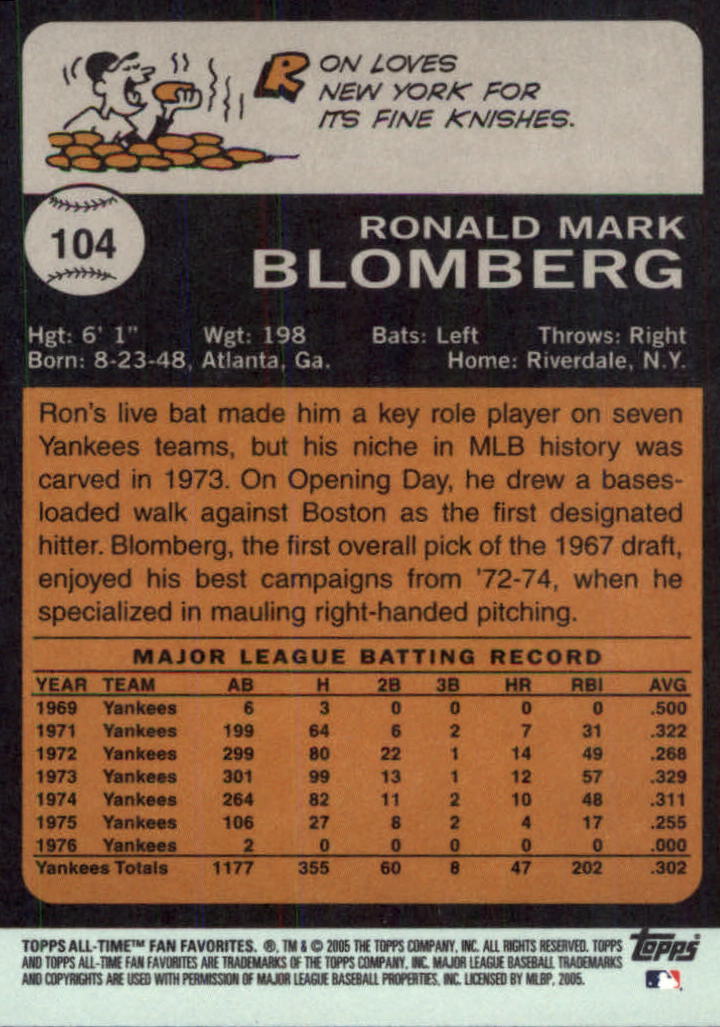 RON LOVES
NEW YORK FOR
ITS FINE KNISHES.
104
RONALD MARK
BLOMBERG
Hgt: 6' 1" Wgt: 198 Bats: Left Throws: Right
Born: 8-23-48, Atlanta, Ga. Home: Riverdale, N.Y.
Ron's live bat made him a key role player on seven
Yankees teams, but his niche in MLB history was
carved in 1973. On Opening Day, he drew a bases-
loaded walk against Boston as the first designated
hitter. Blomberg, the first overall pick of the 1967 draft,
enjoyed his best campaigns from '72-74, when he
specialized in mauling right-handed pitching.
MAJOR LEAGUE BATTING RECORD
YEAR TEAM AB H 2B 3B HR RBI AVG
1969 Yankees 6 3 0 0 0 0 .500
1971 Yankees 199 64 6 2 7 31 .322
1972 Yankees 299 80 22 1 14 49 .268
1973 Yankees 301 99 13 1 12 57 .329
1974 Yankees 264 82 11 2 10 48 .311
1975 Yankees 106 27 8 2 4 17 .255
1976 Yankees 2 0 0 0 0 0 .000
Yankees Totals 1177 355 60 8 47 202 .302
TOPPS ALL-TIME™ FAN FAVORITES. ®, TM & © 2005 THE TOPPS COMPANY, INC. ALL RIGHTS RESERVED. TOPPS
AND TOPPS ALL-TIME FAN FAVORITES ARE TRADEMARKS OF THE TOPPS COMPANY, INC. MAJOR LEAGUE BASEBALL TRADEMARKS
AND COPYRIGHTS ARE USED WITH PERMISSION OF MAJOR LEAGUE BASEBALL PROPERTIES, INC. LICENSED BY MLBP, 2005.
Topps